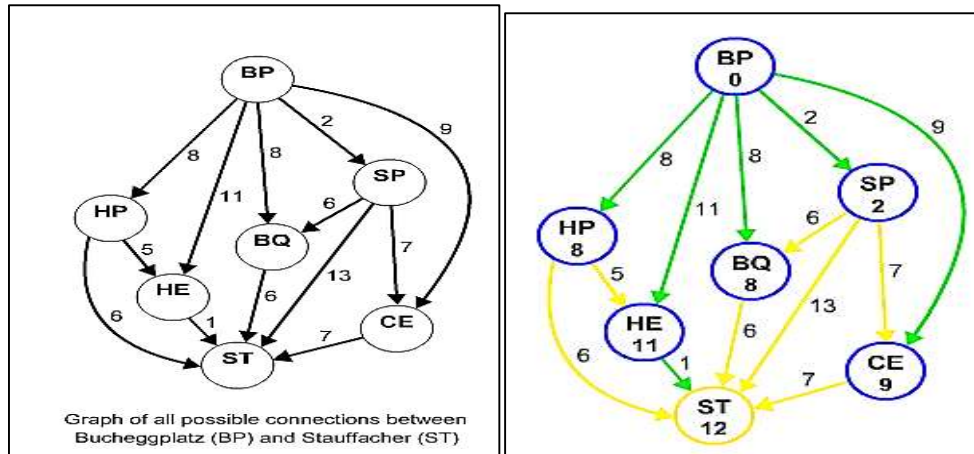 BP
2
9
8
8
SP
11
HP
6
BQ
7
5
13
HE
6
6
1
CE
7
ST
Graph of all possible connections between
Bucheggplatz (BP) and Stauffacher (ST)
BP
0
2
9
8
8
SP
2
11
6
HP
8
BQ
8
7
5
13
HE
11
6
6
CE
9
1
7
ST
12